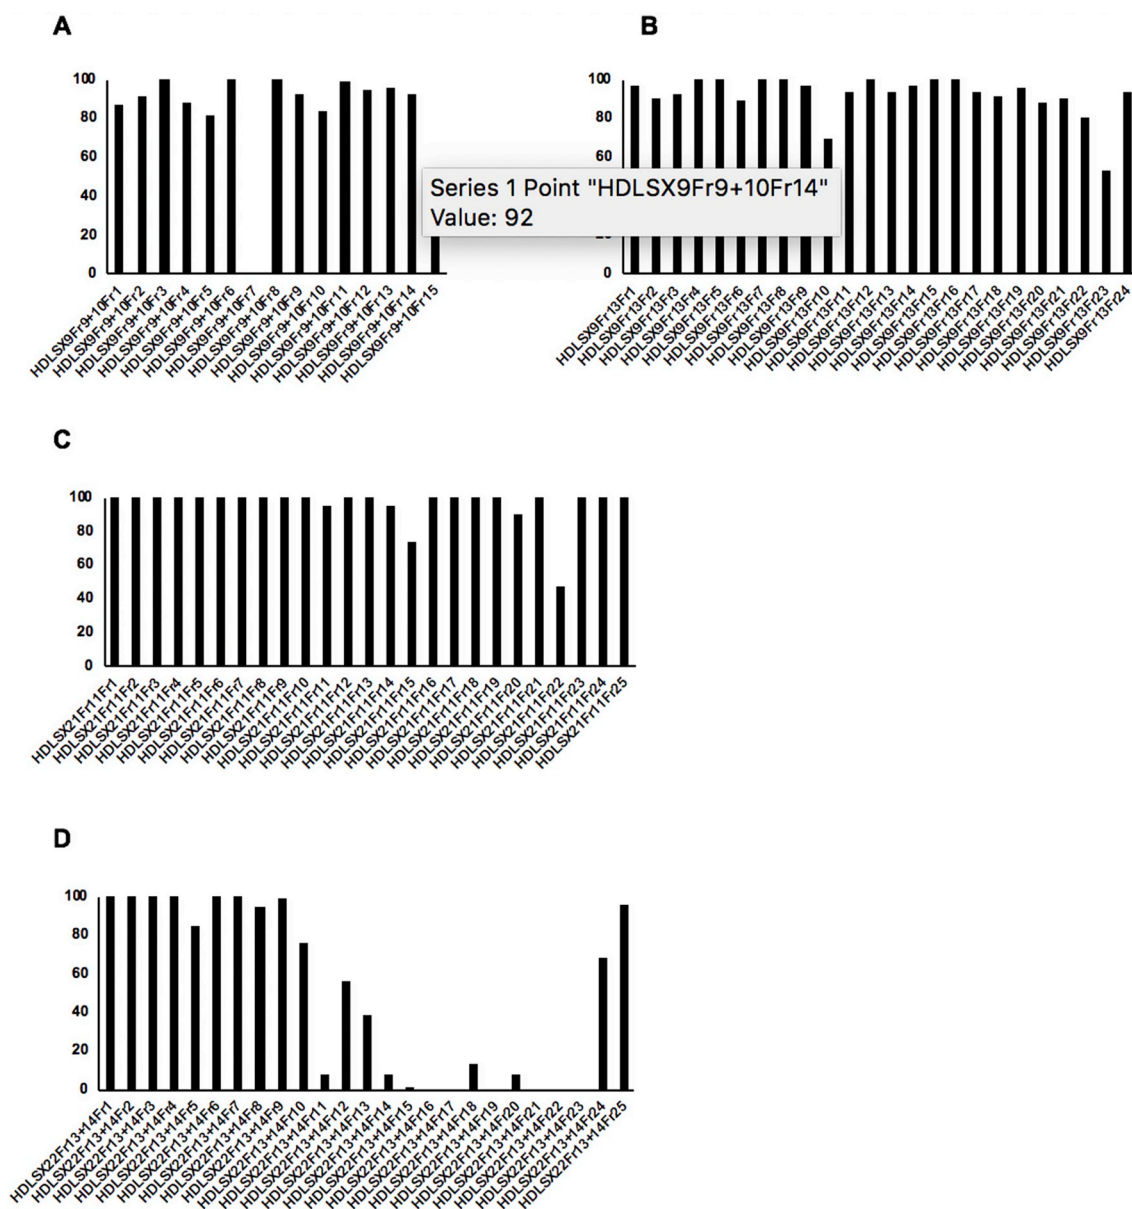 A
B
100
80
60
40
20
0
HDLSX9Fr9+10Fr1
HDLSX9Fr9+10Fr2
HDLSX9Fr9+10Fr3
HDLSX9Fr9+10Fr4
HDLSX9Fr9+10Fr5
HDLSX9Fr9+10Fr6
HDLSX9Fr9+10Fr7
HDLSX9Fr9+10Fr8
HDLSX9Fr9+10Fr9
HDLSX9Fr9+10Fr10
HDLSX9Fr9+10Fr11
HDLSX9Fr9+10Fr12
HDLSX9Fr9+10Fr13
HDLSX9Fr9+10Fr14
HDLSX9Fr9+10Fr15
Series 1 Point "HDLSX9Fr9+10Fr14"
Value: 92
100
80
60
20
0
HDLSX9Fr13Fr1
HDLSX9Fr13Fr2
HDLSX9Fr13Fr3
HDLSX9Fr13Fr4
HDLSX9Fr13Fr5
HDLSX9Fr13Fr6
HDLSX9Fr13Fr7
HDLSX9Fr13Fr8
HDLSX9Fr13Fr9
HDLSX9Fr13Fr10
HDLSX9Fr13Fr11
HDLSX9Fr13Fr12
HDLSX9Fr13Fr13
HDLSX9Fr13Fr14
HDLSX9Fr13Fr15
HDLSX9Fr13Fr16
HDLSX9Fr13Fr17
HDLSX9Fr13Fr18
HDLSX9Fr13Fr19
HDLSX9Fr13Fr20
HDLSX9Fr13Fr21
HDLSX9Fr13Fr22
HDLSX9Fr13Fr23
HDLSX9Fr13Fr24
C
100
80
60
40
20
0
HDLSX21Fr11Fr1
HDLSX21Fr11Fr2
HDLSX21Fr11Fr3
HDLSX21Fr11Fr4
HDLSX21Fr11Fr5
HDLSX21Fr11Fr6
HDLSX21Fr11Fr7
HDLSX21Fr11Fr8
HDLSX21Fr11Fr9
HDLSX21Fr11Fr10
HDLSX21Fr11Fr11
HDLSX21Fr11Fr12
HDLSX21Fr11Fr13
HDLSX21Fr11Fr14
HDLSX21Fr11Fr15
HDLSX21Fr11Fr16
HDLSX21Fr11Fr17
HDLSX21Fr11Fr18
HDLSX21Fr11Fr19
HDLSX21Fr11Fr20
HDLSX21Fr11Fr21
HDLSX21Fr11Fr22
HDLSX21Fr11Fr23
HDLSX21Fr11Fr24
HDLSX21Fr11Fr25
D
100
80
60
40
20
0
HDLSX22Fr13+14Fr1
HDLSX22Fr13+14Fr2
HDLSX22Fr13+14Fr3
HDLSX22Fr13+14Fr4
HDLSX22Fr13+14Fr5
HDLSX22Fr13+14Fr6
HDLSX22Fr13+14Fr7
HDLSX22Fr13+14Fr8
HDLSX22Fr13+14Fr9
HDLSX22Fr13+14Fr10
HDLSX22Fr13+14Fr11
HDLSX22Fr13+14Fr12
HDLSX22Fr13+14Fr13
HDLSX22Fr13+14Fr14
HDLSX22Fr13+14Fr15
HDLSX22Fr13+14Fr16
HDLSX22Fr13+14Fr17
HDLSX22Fr13+14Fr18
HDLSX22Fr13+14Fr19
HDLSX22Fr13+14Fr20
HDLSX22Fr13+14Fr21
HDLSX22Fr13+14Fr22
HDLSX22Fr13+14Fr23
HDLSX22Fr13+14Fr24
HDLSX22Fr13+14Fr25